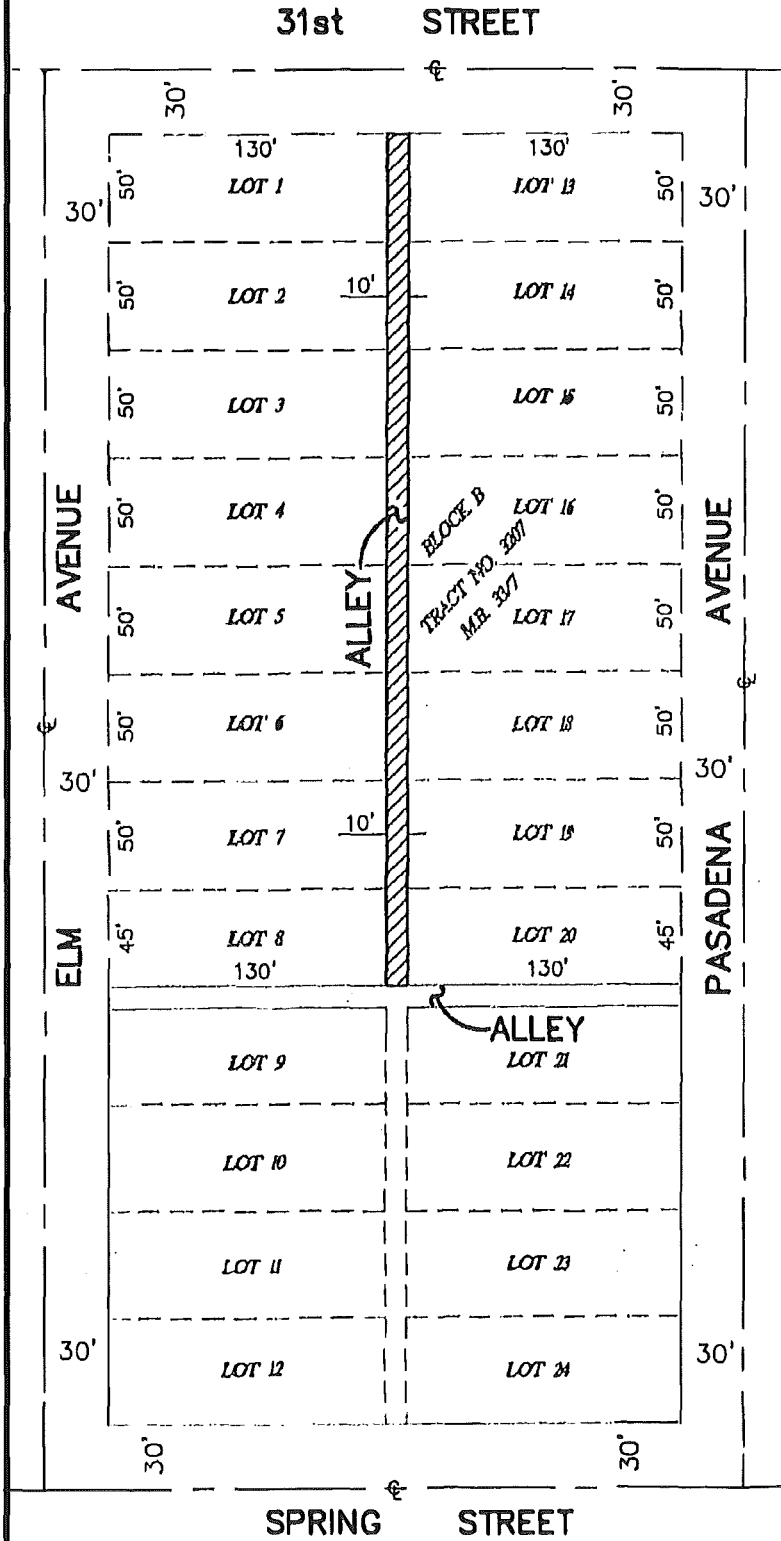 31st STREET
℄
30' 30'
130' 130'
50' LOT 1 LOT 13 50'
30' 30'
50' LOT 2 10' LOT 14 50'
50' LOT 3 LOT 15 50'
50' LOT 4 LOT 16 50'
AVENUE
ALLEY
BLOCK B
TRACT NO. 3207
M.B. 33/7
AVENUE
50' LOT 5 LOT 17 50'
50' LOT 6 LOT 18 50'
℄ ℄
30' 30'
50' LOT 7 10' LOT 19 50'
ELM
PASADENA
45' LOT 8 LOT 20 45'
130' 130'
ALLEY
LOT 9 LOT 21
LOT 10 LOT 22
LOT 11 LOT 23
30' 30'
LOT 12 LOT 24
30' 30'
℄
SPRING STREET